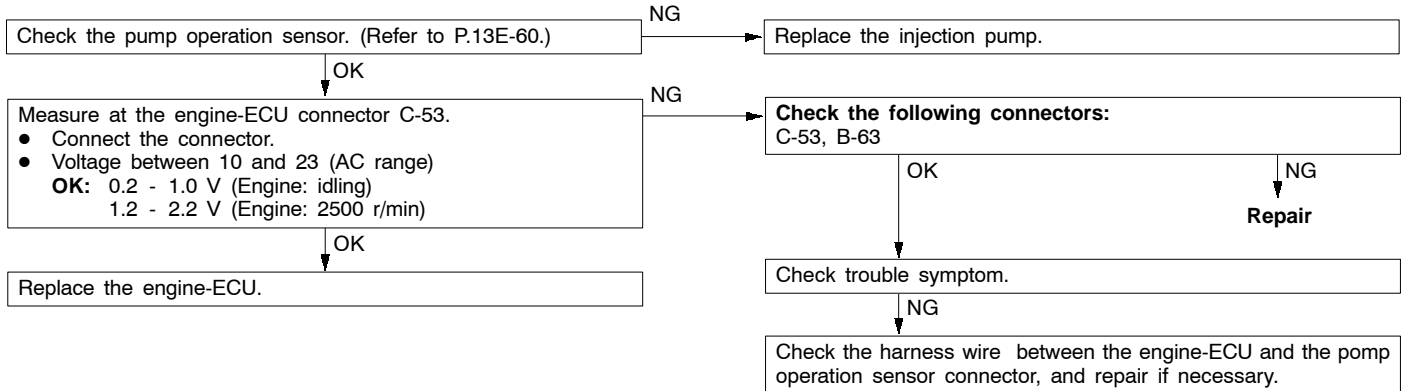 Check the pump operation sensor. (Refer to P.13E-60.)
NG
Replace the injection pump.
OK
Measure at the engine-ECU connector C-53.
● Connect the connector.
● Voltage between 10 and 23 (AC range)
OK: 0.2 - 1.0 V (Engine: idling)
1.2 - 2.2 V (Engine: 2500 r/min)
NG
Check the following connectors:
C-53, B-63
OK
NG
Repair
OK
Replace the engine-ECU.
Check trouble symptom.
NG
Check the harness wire between the engine-ECU and the pomp
operation sensor connector, and repair if necessary.